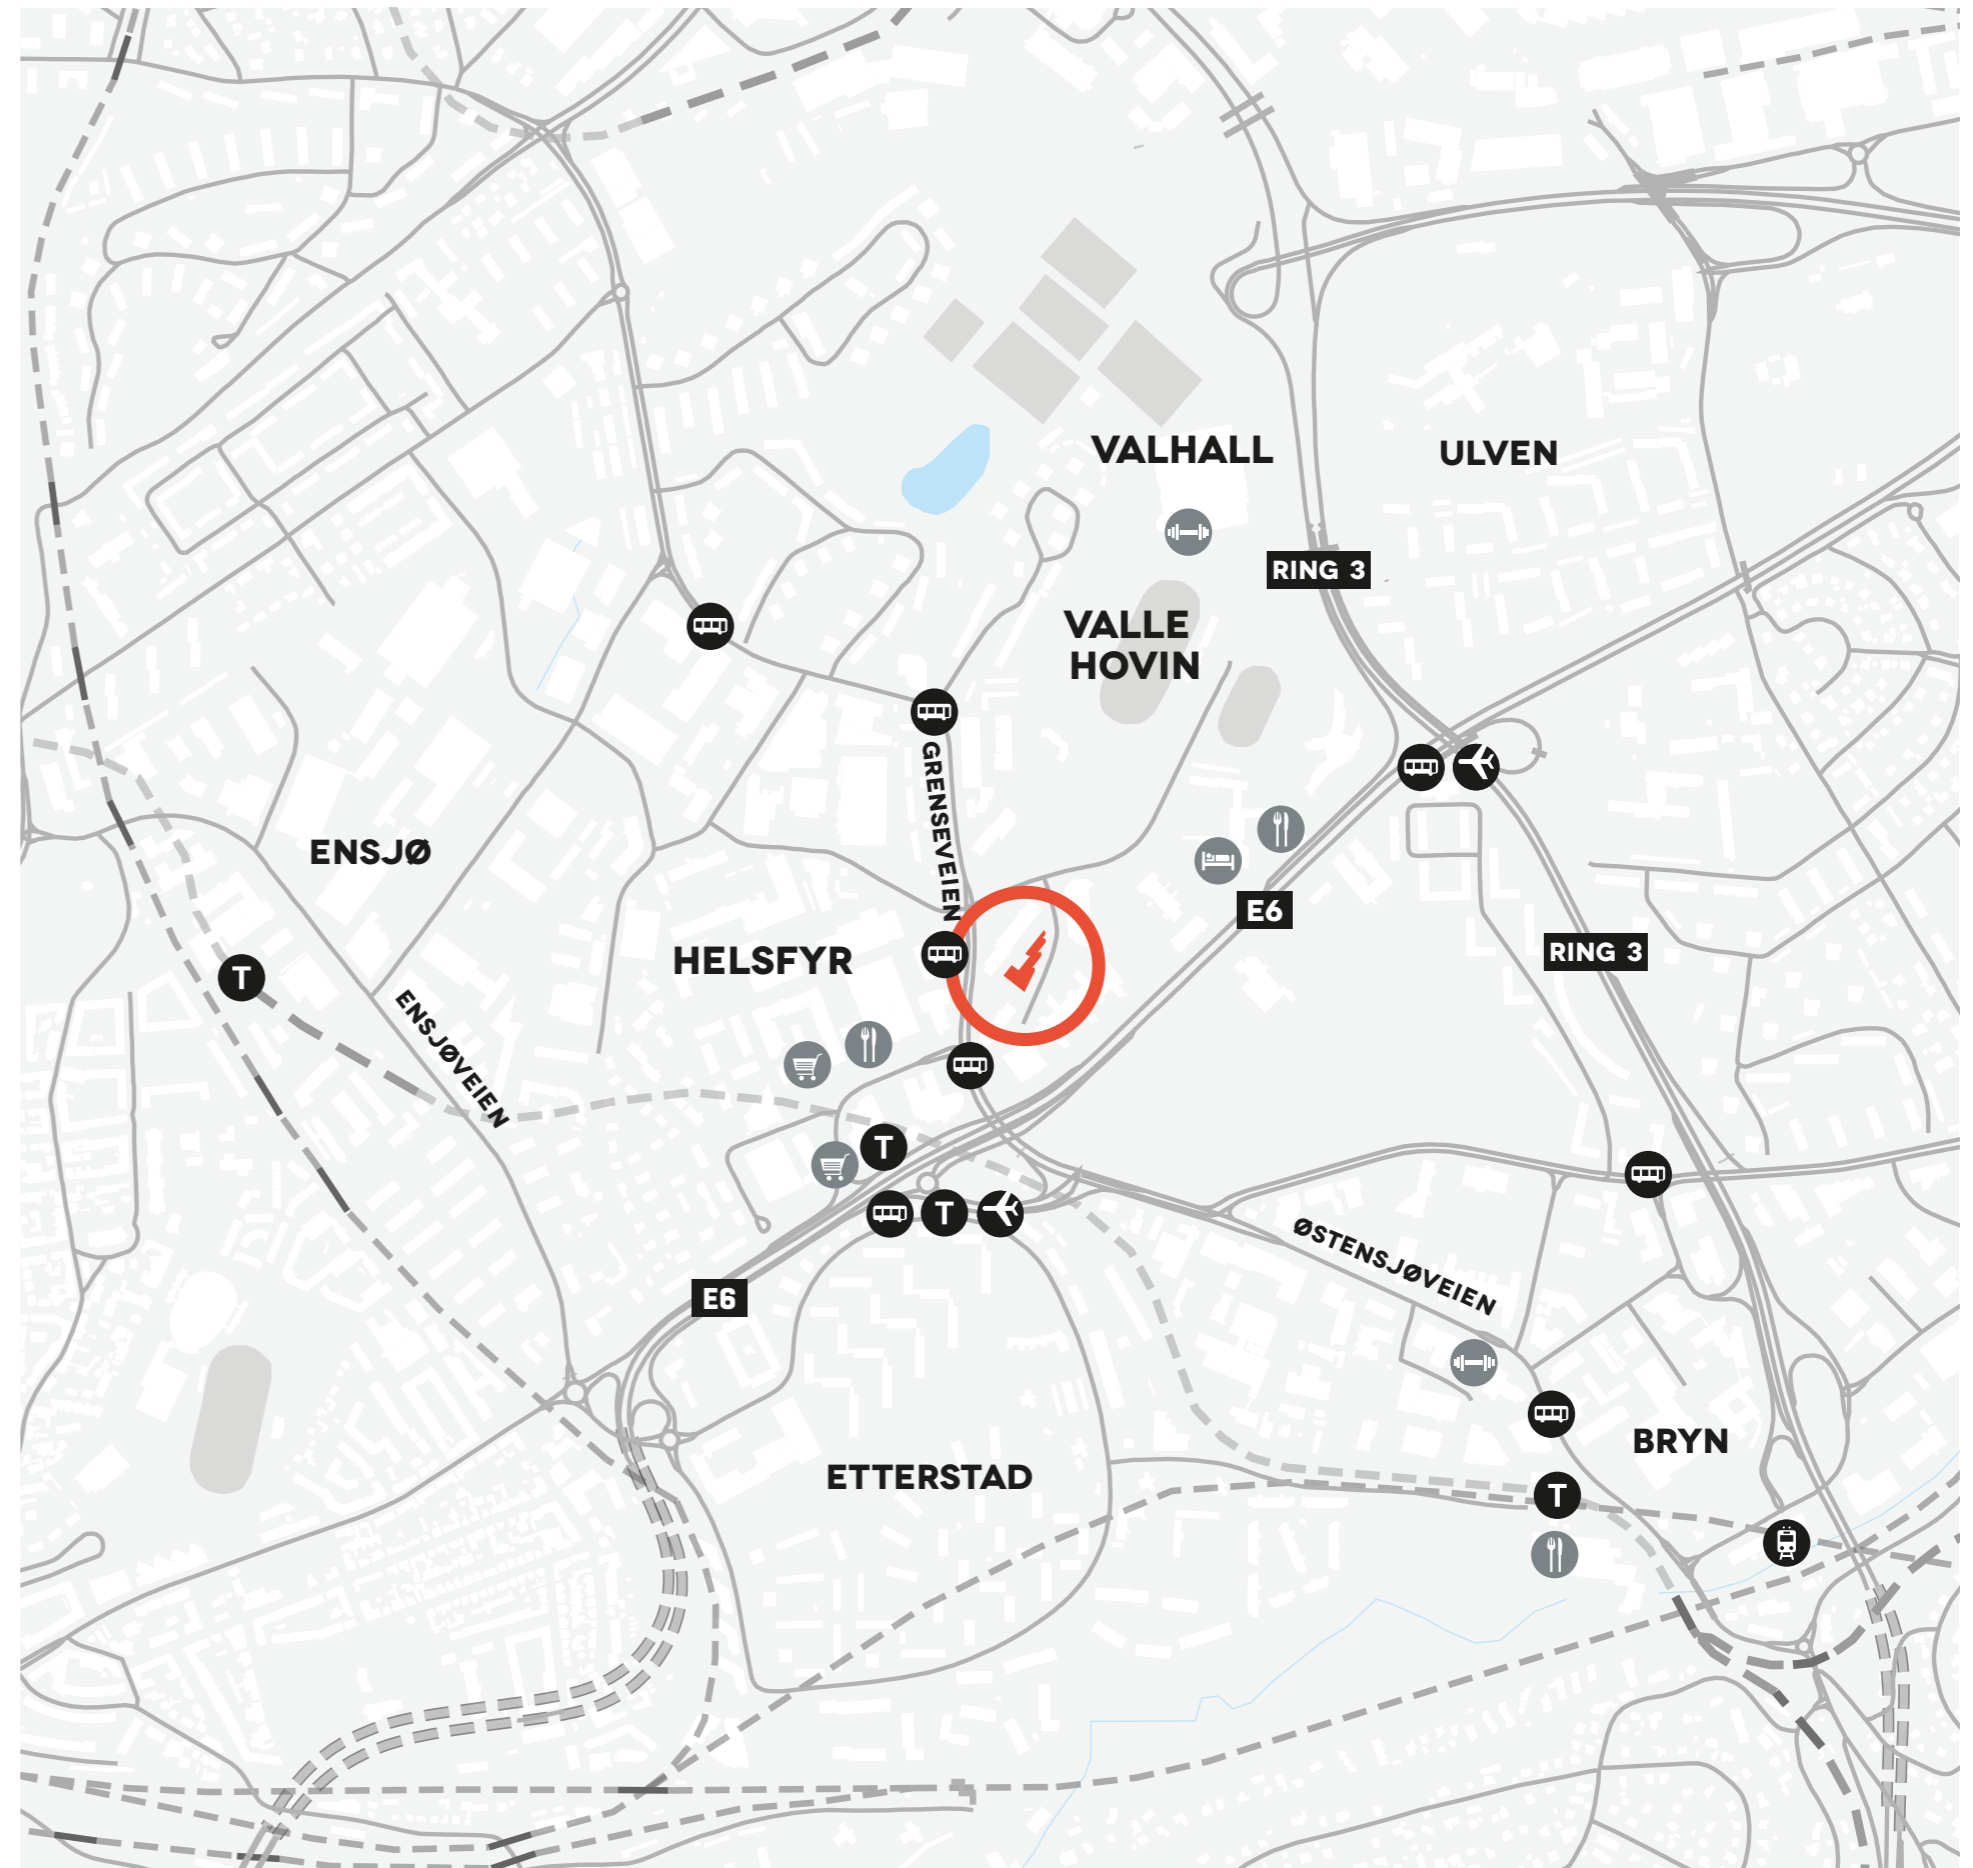 VALHALL
ULVEN
RING 3
VALLE
HOVIN
GRENSEVEIEN
ENSJØ
E6
HELSFYR
RING 3
T
ENSJØVEIEN
T
T
ØSTENSJØVEIEN
E6
BRYN
ETTERSTAD
T